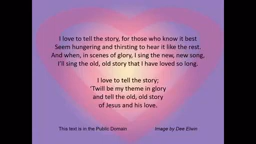 I love to tell the story, for those who know it best
Seem hungering and thirsting to hear it like the rest.
And when, in scenes of glory, I sing the new, new song,
I'll sing the old, old story that I have loved so long.
I love to tell the story;
'Twill be my theme in glory
and tell the old, old story
of Jesus and his love.
This text is in the Public Domain
Image by Dee Elwin